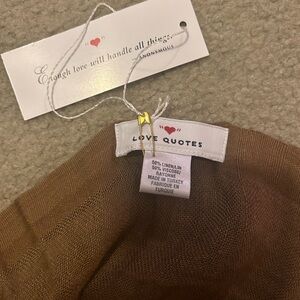 " ❤ "
Enough love will handle all things.
ANONYMOUS
" ❤ "
LOVE QUOTES
50% LINEN/LIN
50% VISCOSE/
RAYONNE
MADE IN TURKEY
FABRIQUE EN
TURQUIE